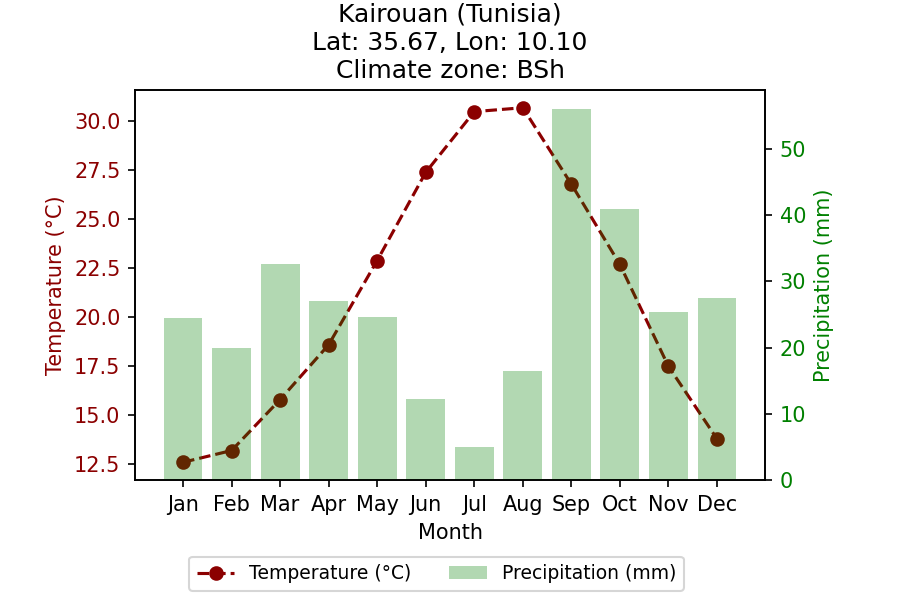 Kairouan (Tunisia)
Lat: 35.67, Lon: 10.10
Climate zone: BSh
Temperature (°C)
30.0
27.5
25.0
22.5
20.0
17.5
15.0
12.5
50
40
30
20
10
0
Precipitation (mm)
Jan Feb Mar Apr May Jun Jul Aug Sep Oct Nov Dec
Month
Temperature (°C) Precipitation (mm)